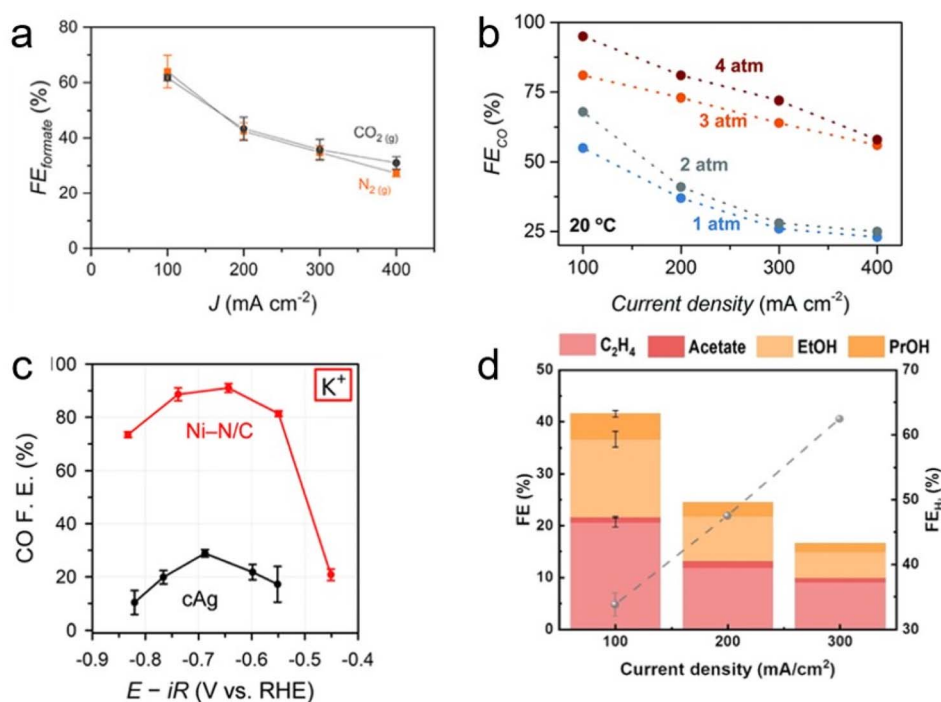 a
80
60
40
20
0
0 100 200 300 400
FE formate (%)
J (mA cm-2)
CO2 (g)
N2 (g)
b
100
75
50
25
100 200 300 400
FECO (%)
Current density (mA cm-2)
4 atm
3 atm
2 atm
1 atm
20 ºC
c
100
80
60
40
20
0
-0.9 -0.8 -0.7 -0.6 -0.5 -0.4
CO F. E. (%)
E − iR (V vs. RHE)
K+
Ni–N/C
cAg
C2H4 Acetate EtOH PrOH
d
50
40
30
20
10
0
70
60
50
40
30
100 200 300
FE (%)
FEH2 (%)
Current density (mA/cm2)